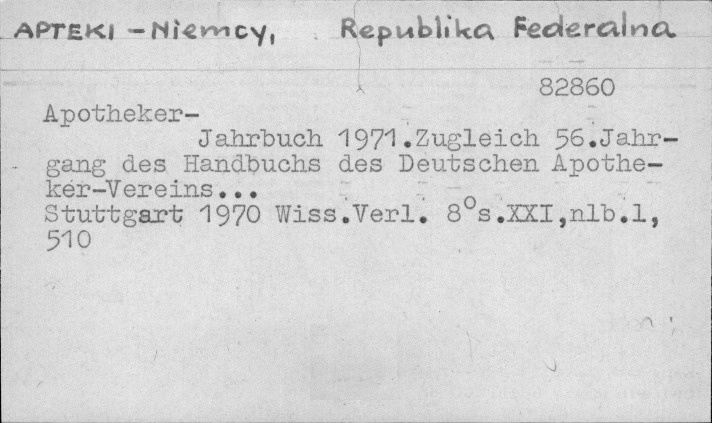 APTEKI - Niemcy, Republika Federalna
82860
Apotheker-
Jahrbuch 1971.Zugleich 56.Jahr-
gang des Handbuchs des Deutschen Apothe-
ker-Vereins...
Stuttgart 1970 Wiss.Verl. 8°s.XXI,nlb.1,
510